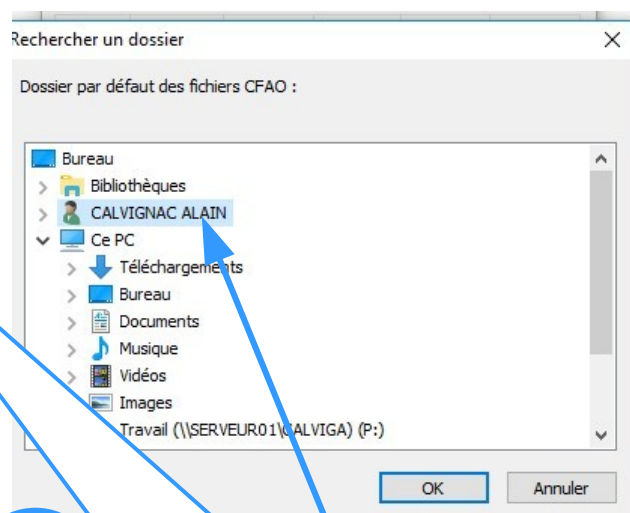 Rechercher un dossier
Dossier par défaut des fichiers CFAO :
Bureau
Bibliothèques
CALVIGNAC ALAIN
Ce PC
Téléchargements
Bureau
Documents
Musique
Vidéos
Images
Travail (\\SERVEUR01\CALVIGA) (P:)
OK
Annuler